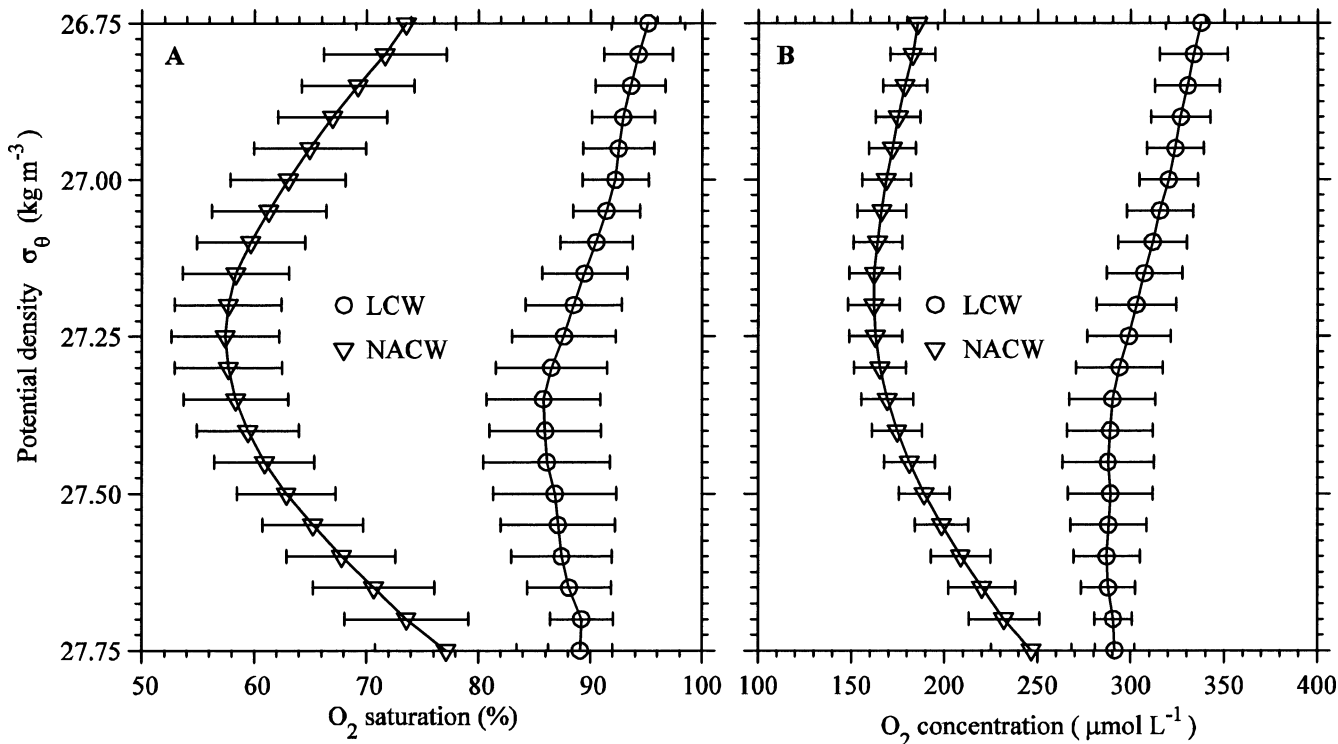 26.75
27.00
27.25
27.50
27.75
Potential density σθ (kg m-3)
A
LCW
NACW
50
60
70
80
90
100
O2 saturation (%)
B
LCW
NACW
100
150
200
250
300
350
400
O2 concentration ( μmol L-1)